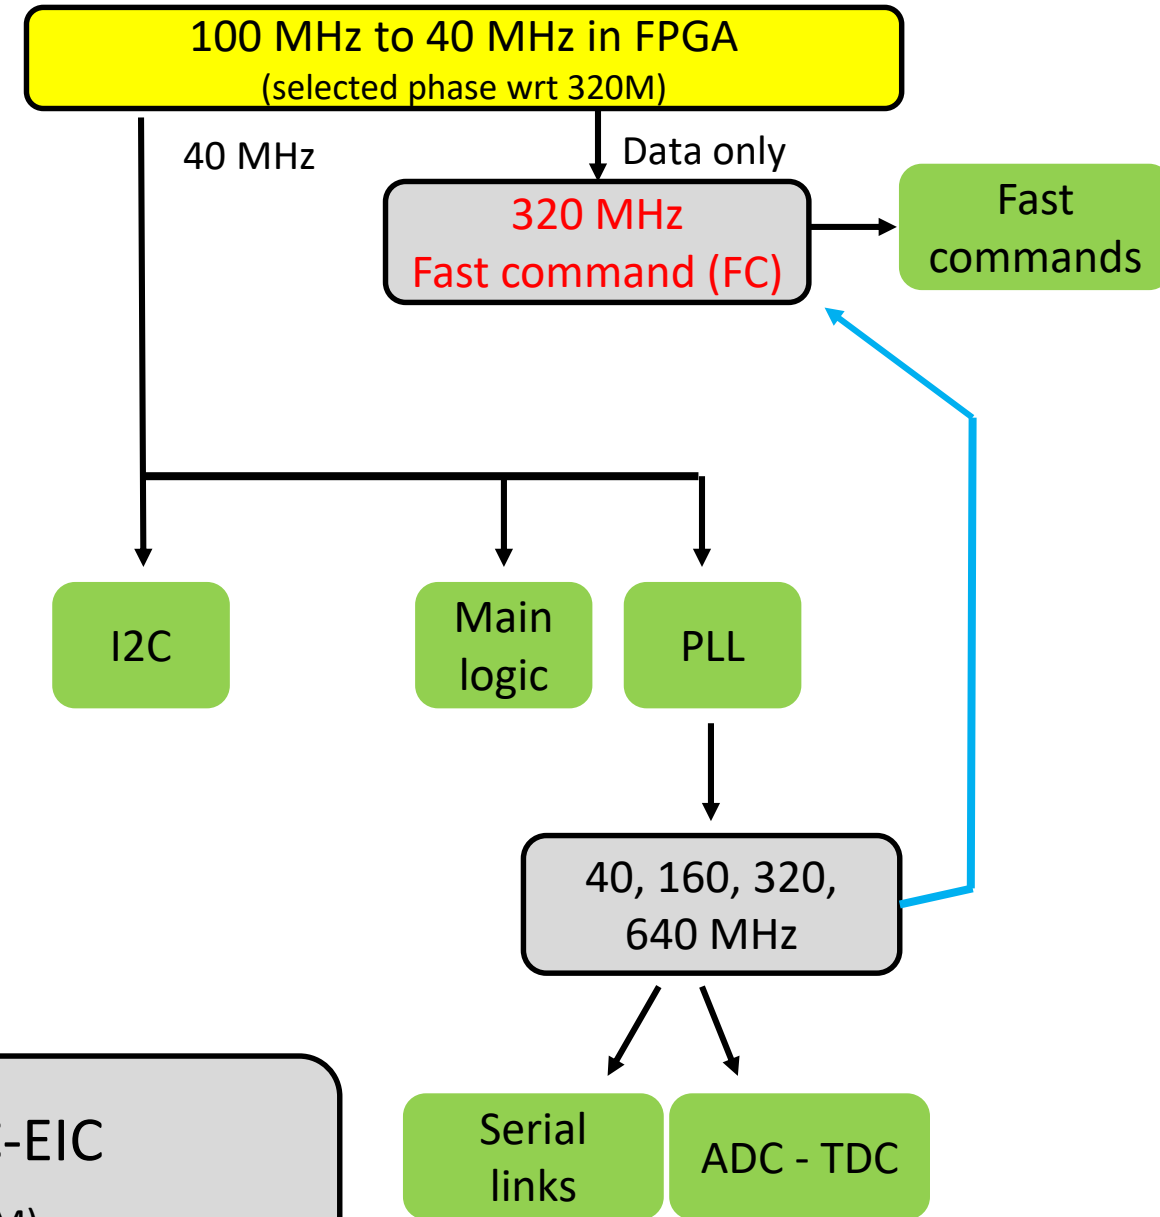 100 MHz to 40 MHz in FPGA
(selected phase wrt 320M)
40 MHz
Data only
320 MHz
Fast command (FC)
Fast
commands
I2C
Main
logic
PLL
40, 160, 320,
640 MHz
-EIC
Serial
links
ADC - TDC